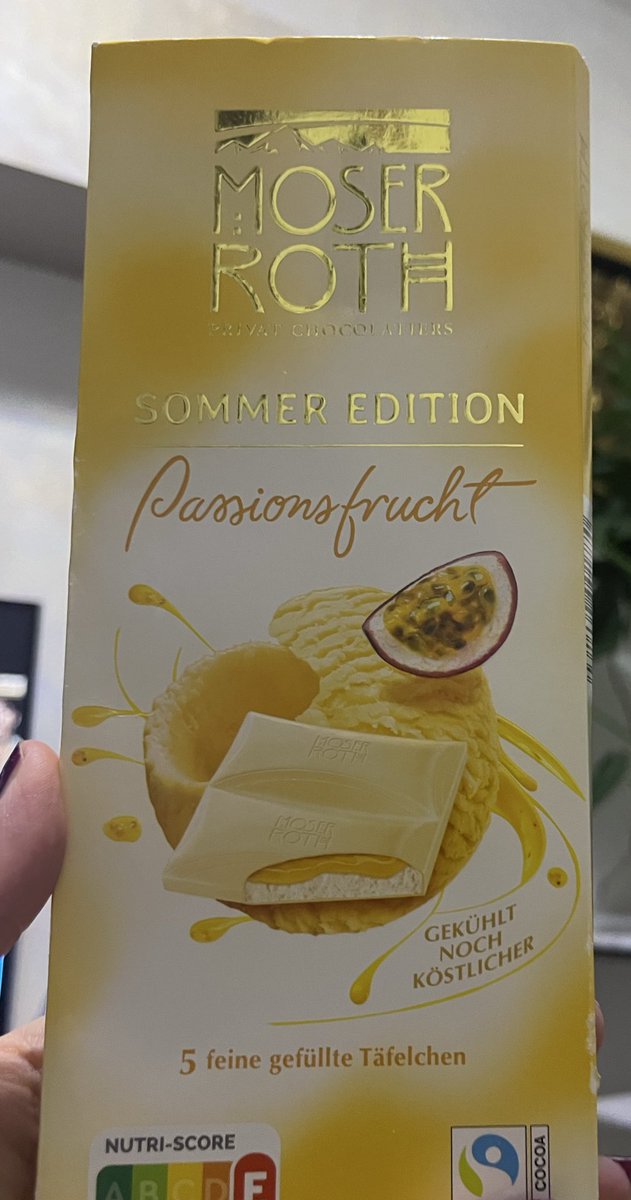 MOSER
ROTH
PRIVAT CHOCOLATIERS
SOMMER EDITION
Passionsfrucht
MOSER
ROTH
MOSER
ROTH
GEKÜHLT
NOCH
KÖSTLICHER
5 feine gefüllte Täfelchen
NUTRI-SCORE
A B C D E
COCOA